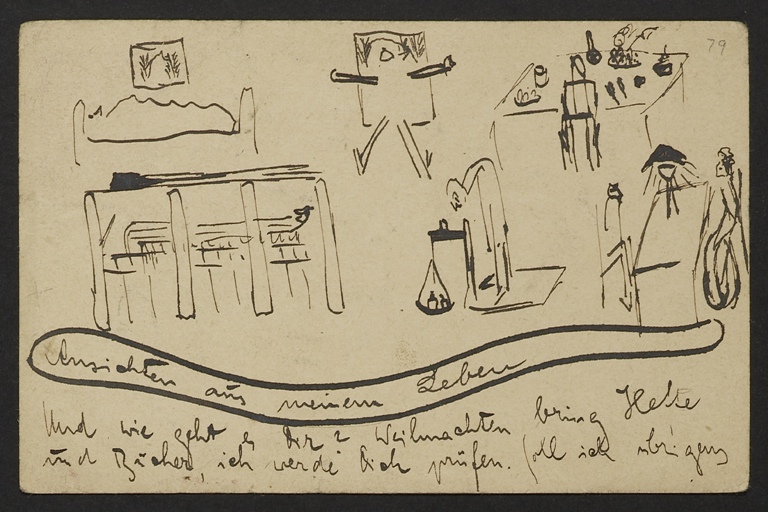 79
Ansichten aus meinem Leben
Und wie geht es Dir? Weihnachten bring Hefte
und Bücher, ich werde Dich prüfen. Soll ich übrigens